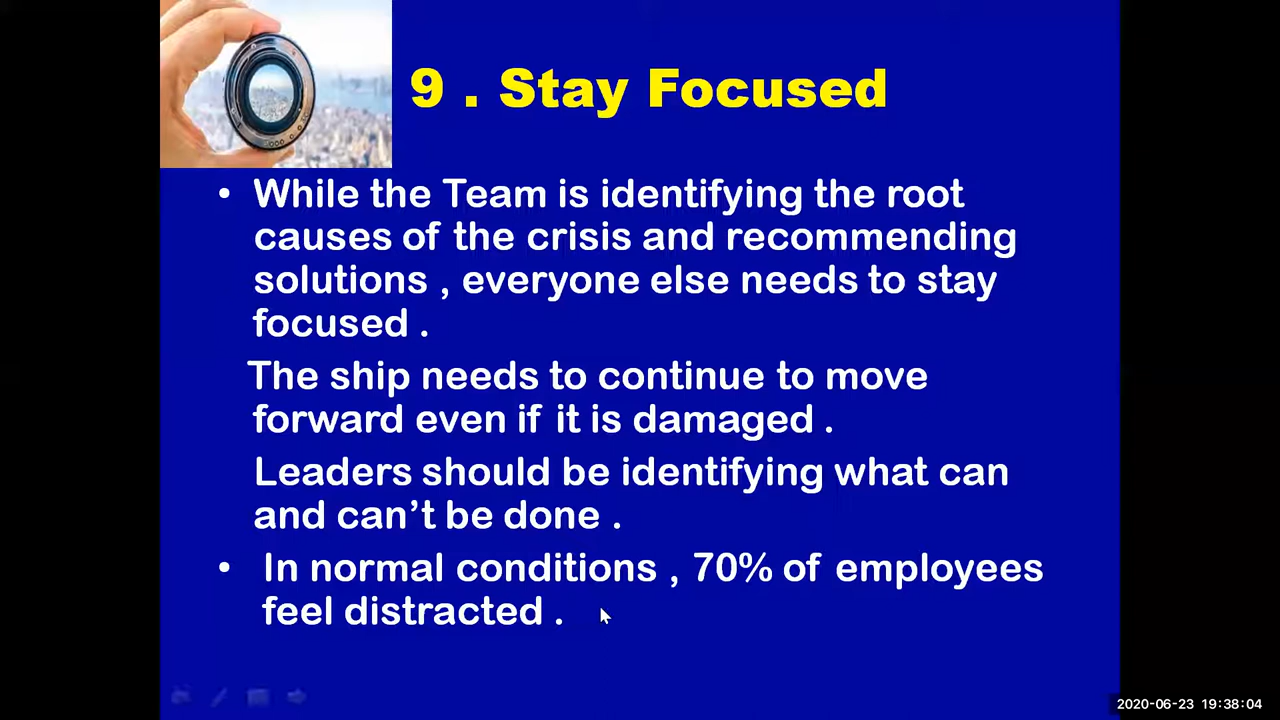 9 . Stay Focused
• While the Team is identifying the root
causes of the crisis and recommending
solutions , everyone else needs to stay
focused .
The ship needs to continue to move
forward even if it is damaged .
Leaders should be identifying what can
and can’t be done .
• In normal conditions , 70% of employees
feel distracted .
2020-06-23 19:38:04